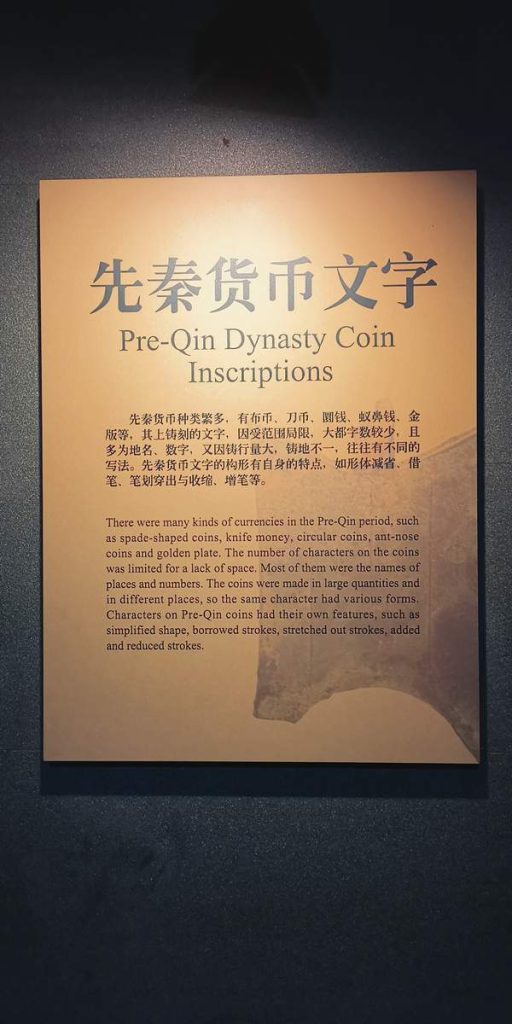 先秦货币文字
Pre-Qin Dynasty Coin
Inscriptions
先秦货币种类繁多，有布币、刀币、圆钱、蚁鼻钱、金
版等，其上铸刻的文字，因受范围局限，大都字数较少，且
多为地名、数字，又因铸行量大，铸地不一，往往有不同的
写法。先秦货币文字的构形有自身的特点，如形体减省、借
笔、笔划穿出与收缩、增笔等。
There were many kinds of currencies in the Pre-Qin period, such
as spade-shaped coins, knife money, circular coins, ant-nose
coins and golden plate. The number of characters on the coins
was limited for a lack of space. Most of them were the names of
places and numbers. The coins were made in large quantities and
in different places, so the same character had various forms.
Characters on Pre-Qin coins had their own features, such as
simplified shape, borrowed strokes, stretched out strokes, added
and reduced strokes.